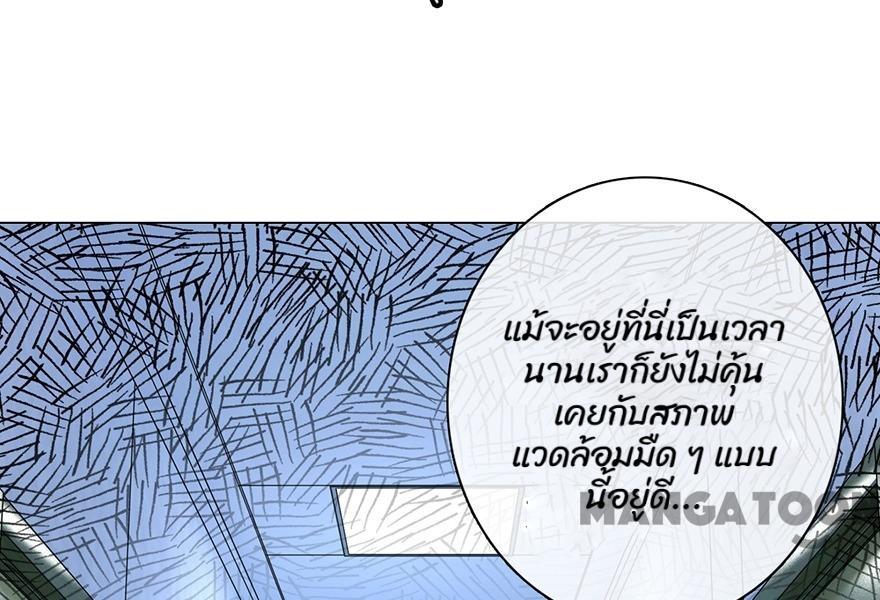 แม้จะอยู่ที่นี่เป็นเวลา
นานเราก็ยังไม่คุ้น
เคยกับสภาพ
แวดล้อมมืด ๆ แบบ
นี้อยู่ดี...
MANGATOON